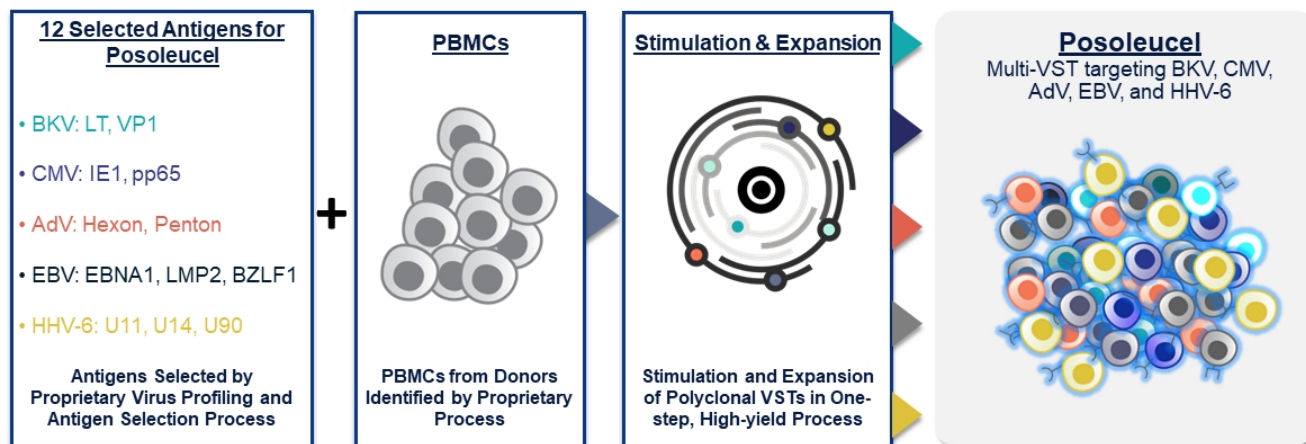 12 Selected Antigens for
Posoleucel
• BKV: LT, VP1
• CMV: IE1, pp65
• AdV: Hexon, Penton
• EBV: EBNA1, LMP2, BZLF1
• HHV-6: U11, U14, U90
Antigens Selected by
Proprietary Virus Profiling and
Antigen Selection Process
+
PBMCs
PBMCs from Donors
Identified by Proprietary
Process
Stimulation & Expansion
Stimulation and Expansion
of Polyclonal VSTs in One-
step, High-yield Process
Posoleucel
Multi-VST targeting BKV, CMV,
AdV, EBV, and HHV-6